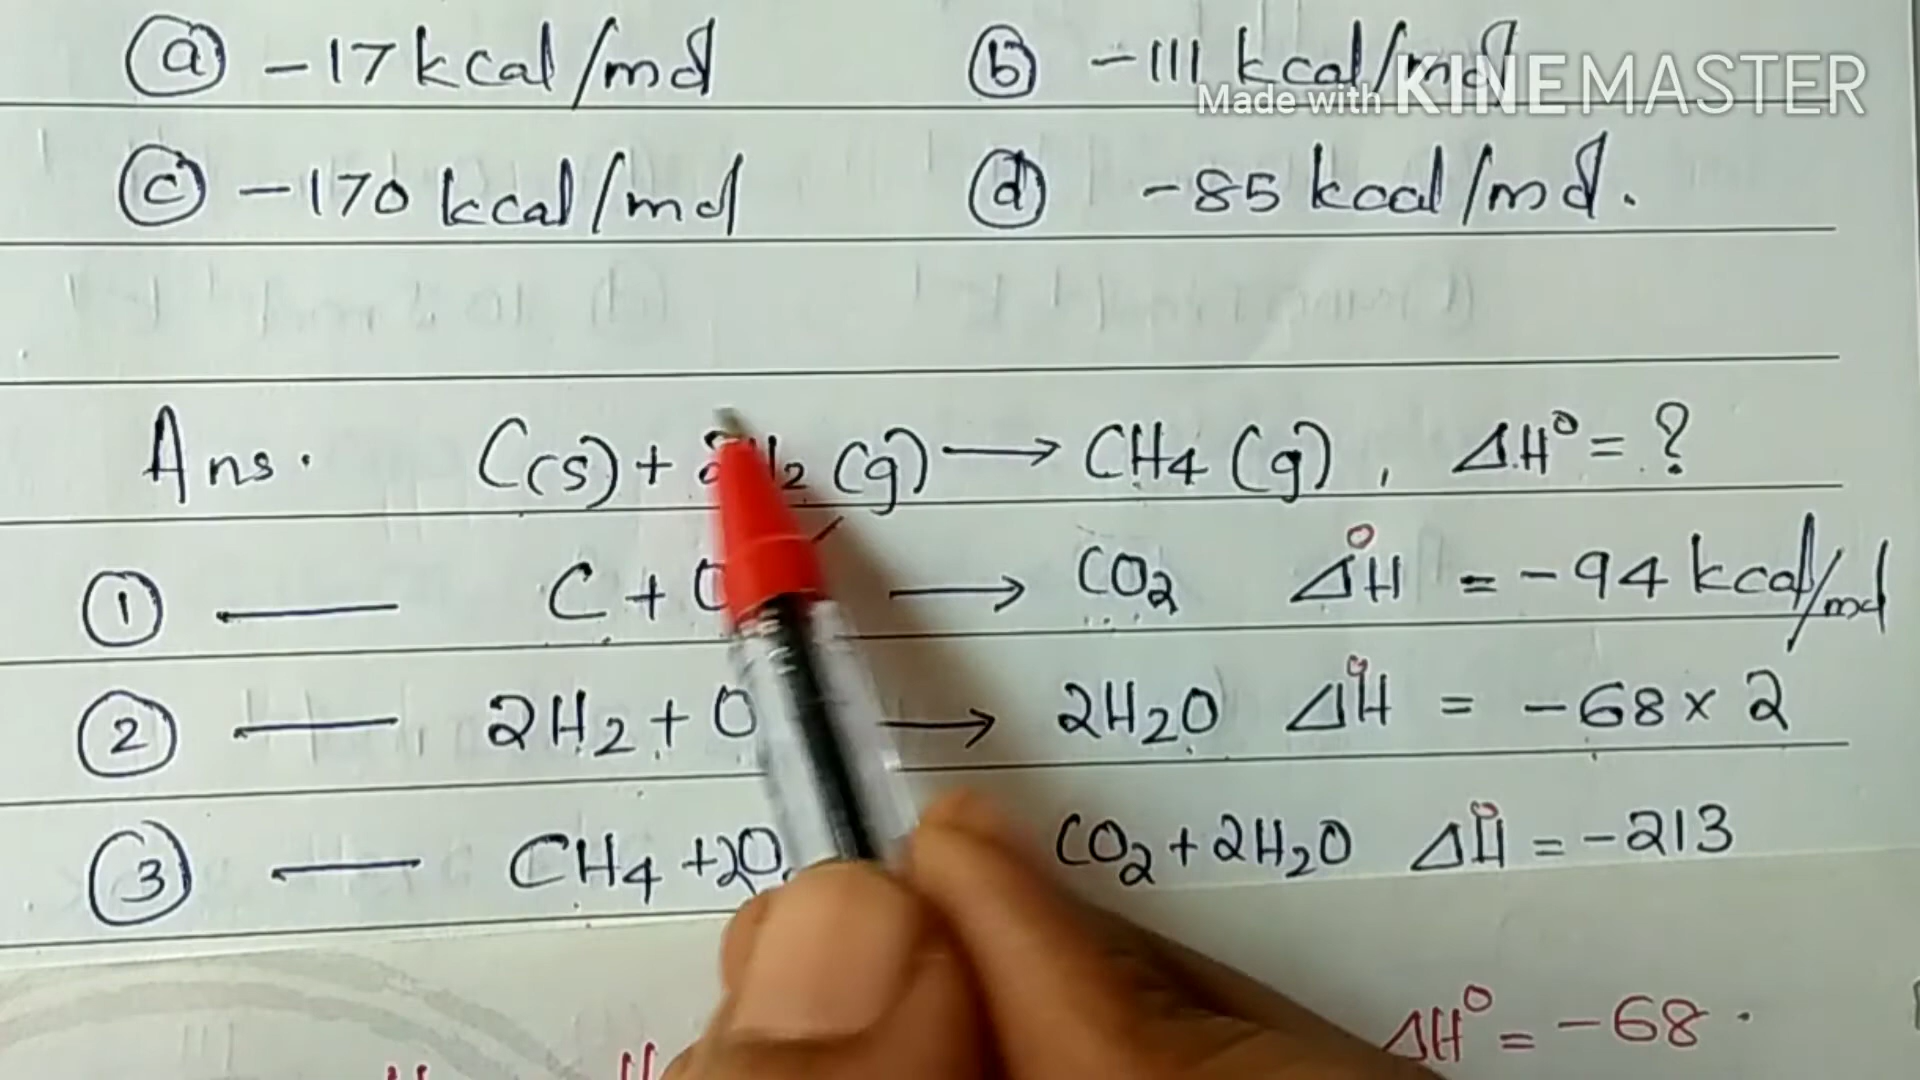 ⓐ -17 kcal/mol ⓑ -111 kcal/mol
Made with KINEMASTER
ⓒ -170 kcal/mol ⓓ -85 kcal/mol.
Ans. C(s) + 2H2 (g) → CH4 (g), ΔH° = ?
① — C + O → CO2 ΔH° = -94 kcal/mol
② — 2H2 + O → 2H2O ΔH° = -68 x 2
③ — CH4 + 2O CO2 + 2H2O ΔH° = -213
ΔH° = -68.